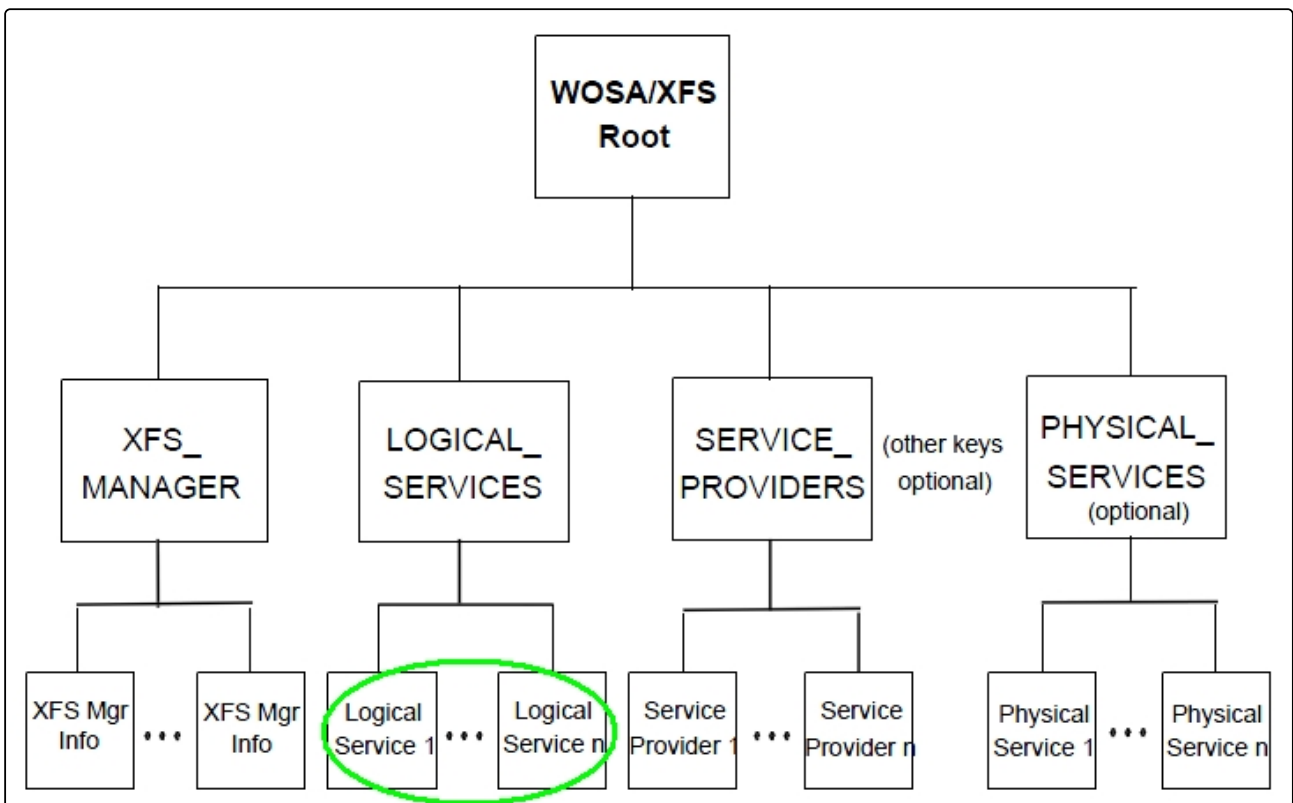 WOSA/XFS
Root
XFS_
MANAGER
LOGICAL_
SERVICES
SERVICE_
PROVIDERS
(other keys
optional)
PHYSICAL_
SERVICES
(optional)
XFS Mgr
Info
•••
XFS Mgr
Info
Logical
Service 1
•••
Logical
Service n
Service
Provider 1
•••
Service
Provider n
Physical
Service 1
•••
Physical
Service n